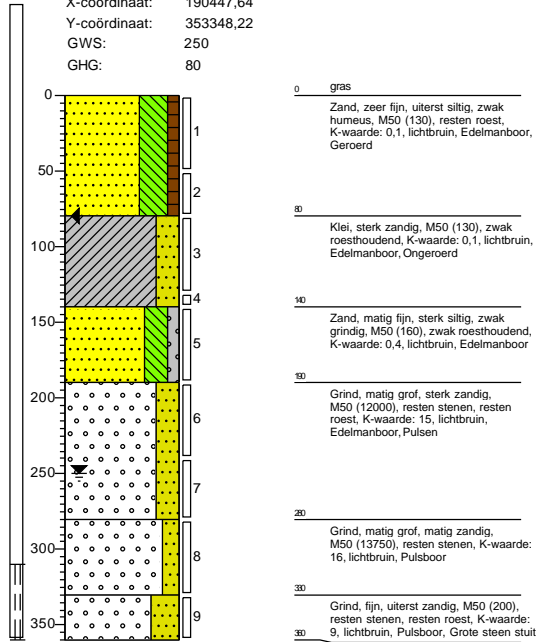 X-coördinaat: 190447,64
Y-coördinaat: 353348,22
GWS: 250
GHG: 80
0
50
100
150
200
250
300
350
1
2
3
4
5
6
7
8
9
0 gras
Zand, zeer fijn, uiterst siltig, zwak
humeus, M50 (130), resten roest,
K-waarde: 0,1, lichtbruin, Edelmanboor,
Geroerd
80
Klei, sterk zandig, M50 (130), zwak
roesthoudend, K-waarde: 0,1, lichtbruin,
Edelmanboor, Ongeroerd
140
Zand, matig fijn, sterk siltig, zwak
grindig, M50 (160), zwak roesthoudend,
K-waarde: 0,4, lichtbruin, Edelmanboor
190
Grind, matig grof, sterk zandig,
M50 (12000), resten stenen, resten
roest, K-waarde: 15, lichtbruin,
Edelmanboor, Pulsen
280
Grind, matig grof, matig zandig,
M50 (13750), resten stenen, K-waarde:
16, lichtbruin, Pulsboor
330
Grind, fijn, uiterst zandig, M50 (200),
resten stenen, resten roest, K-waarde:
9, lichtbruin, Pulsboor, Grote steen stuit
360